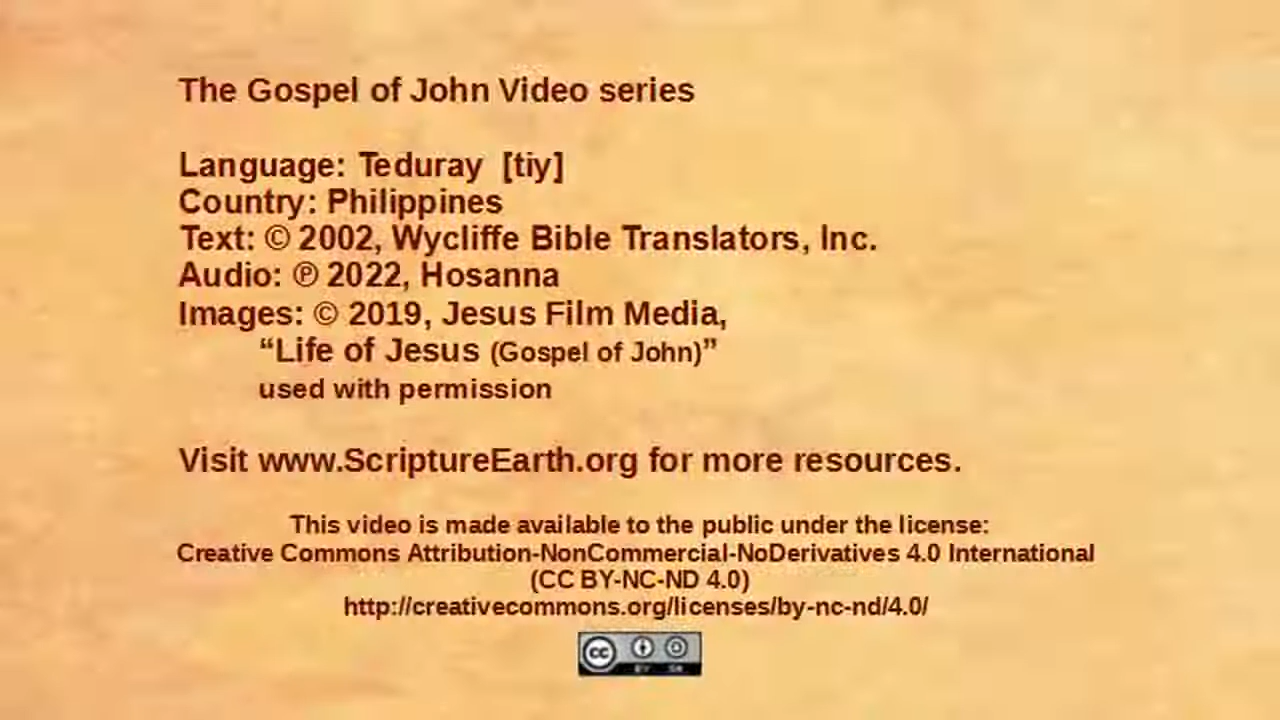 The Gospel of John Video series
Language: Teduray [tiy]
Country: Philippines
Text: © 2002, Wycliffe Bible Translators, Inc.
Audio: ℗ 2022, Hosanna
Images: © 2019, Jesus Film Media,
“Life of Jesus (Gospel of John)”
used with permission
Visit www.ScriptureEarth.org for more resources.
This video is made available to the public under the license:
Creative Commons Attribution-NonCommercial-NoDerivatives 4.0 International
(CC BY-NC-ND 4.0)
http://creativecommons.org/licenses/by-nc-nd/4.0/
cc BY SA